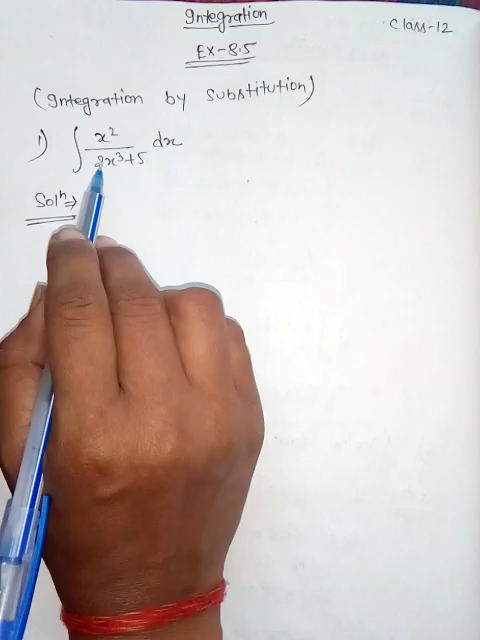 Integration
Class-12
EX-8.5
(Integration by substitution)
1) ∫ x²/(2x³+5) dx
Solⁿ⇒